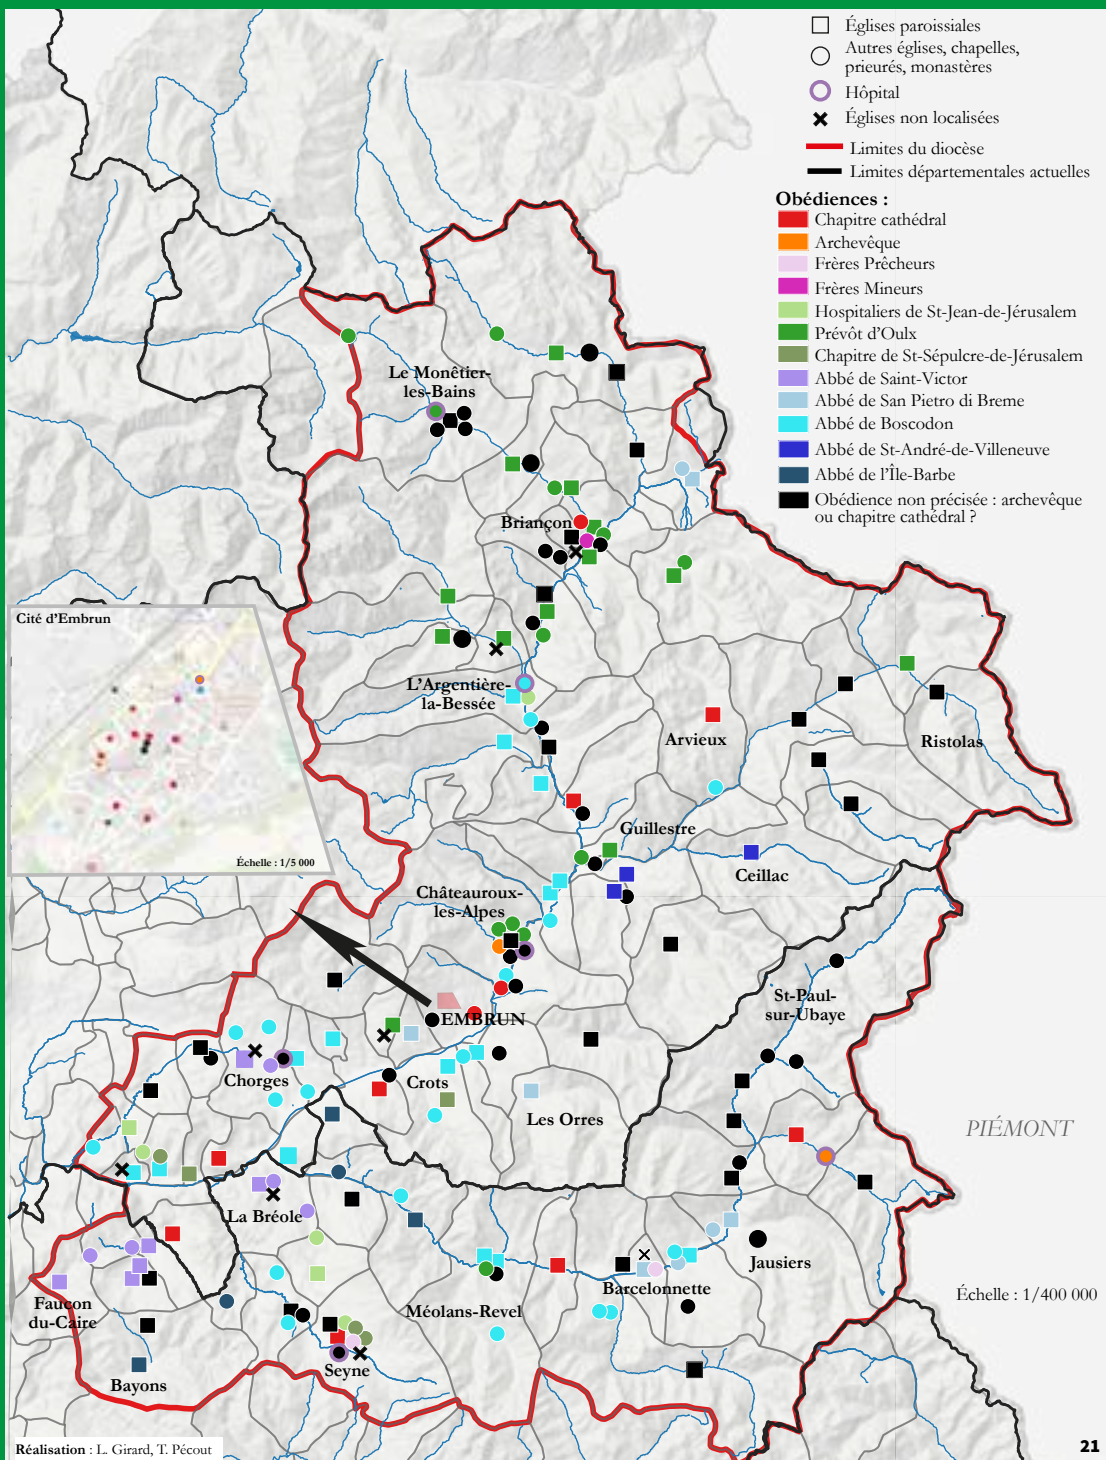 Églises paroissiales
Autres églises, chapelles,
prieurés, monastères
Hôpital
Églises non localisées
Limites du diocèse
Limites départementales actuelles
Obédiences :
Chapitre cathédral
Archevêque
Frères Prêcheurs
Frères Mineurs
Hospitaliers de St-Jean-de-Jérusalem
Prévôt d'Oulx
Chapitre de St-Sépulcre-de-Jérusalem
Abbé de Saint-Victor
Abbé de San Pietro di Breme
Abbé de Boscodon
Abbé de St-André-de-Villeneuve
Abbé de l'Île-Barbe
Obédience non précisée : archevêque
ou chapitre cathédral ?
Le Monêtier-
les-Bains
Briançon
Cité d'Embrun
Échelle : 1/5 000
L'Argentière-
la-Bessée
Arvieux
Ristolas
Guillestre
Ceillac
Châteauroux-
les-Alpes
St-Paul-
sur-Ubaye
EMBRUN
Chorges
Crots
Les Orres
PIÉMONT
La Bréole
Jausiers
Barcelonnette
Méolans-Revel
Faucon
du-Caire
Bayons
Seyne
Échelle : 1/400 000
Réalisation : L. Girard, T. Pécout
21